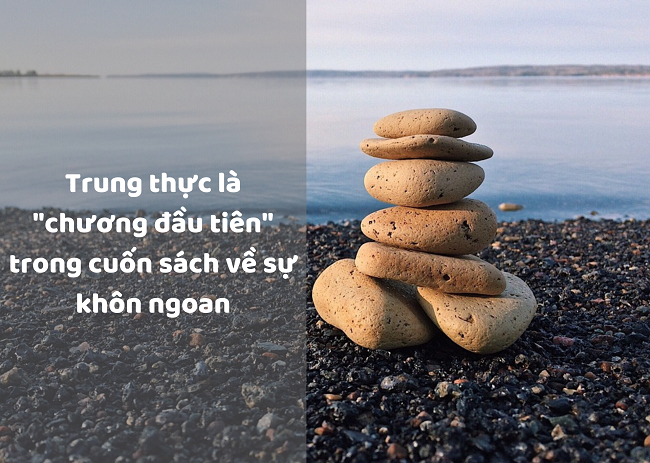 Trung thực là
"chương đầu tiên"
trong cuốn sách về sự
khôn ngoan